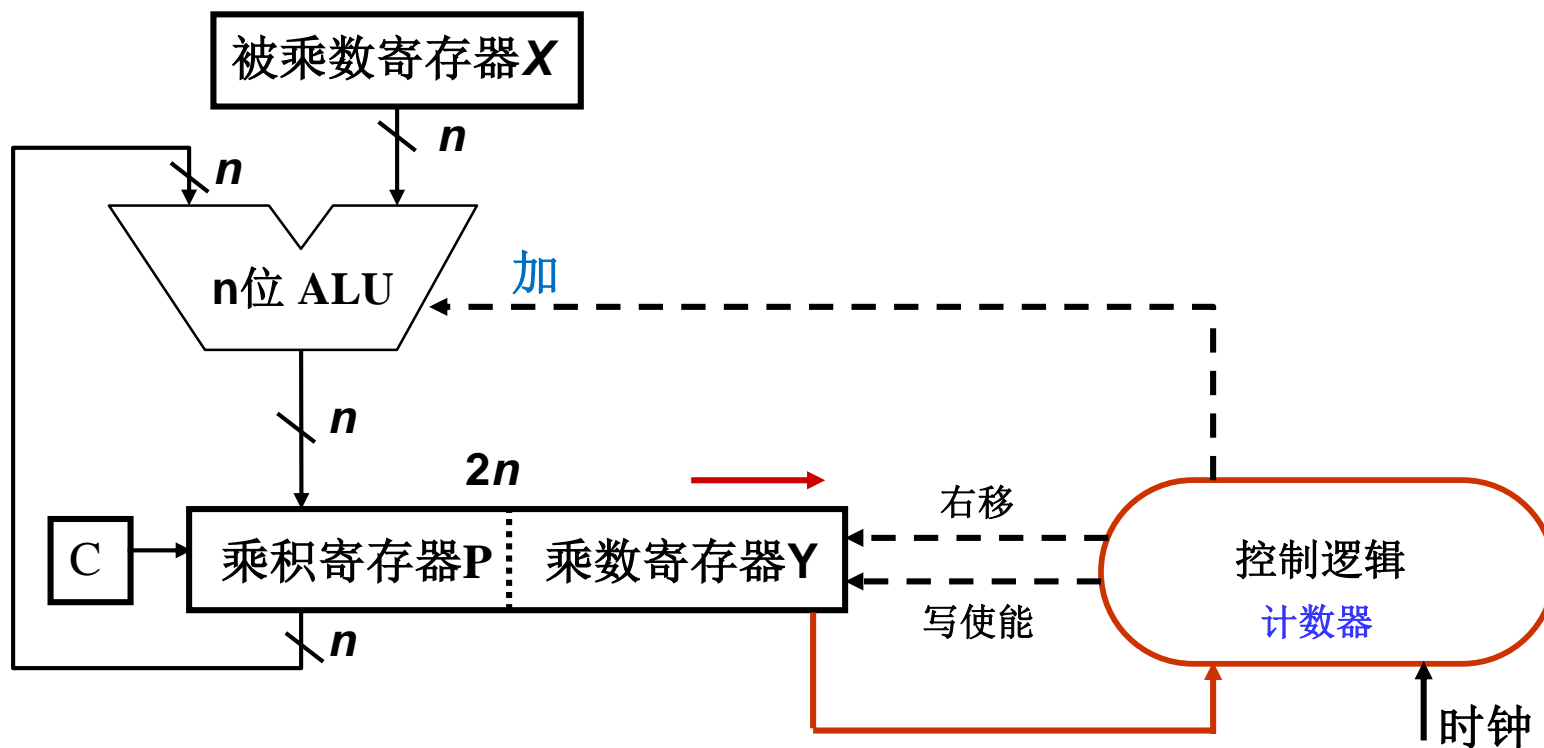 被乘数寄存器X
n
n
n位 ALU
加
n
2n
右移
C
乘积寄存器P
乘数寄存器Y
控制逻辑
写使能
计数器
n
时钟